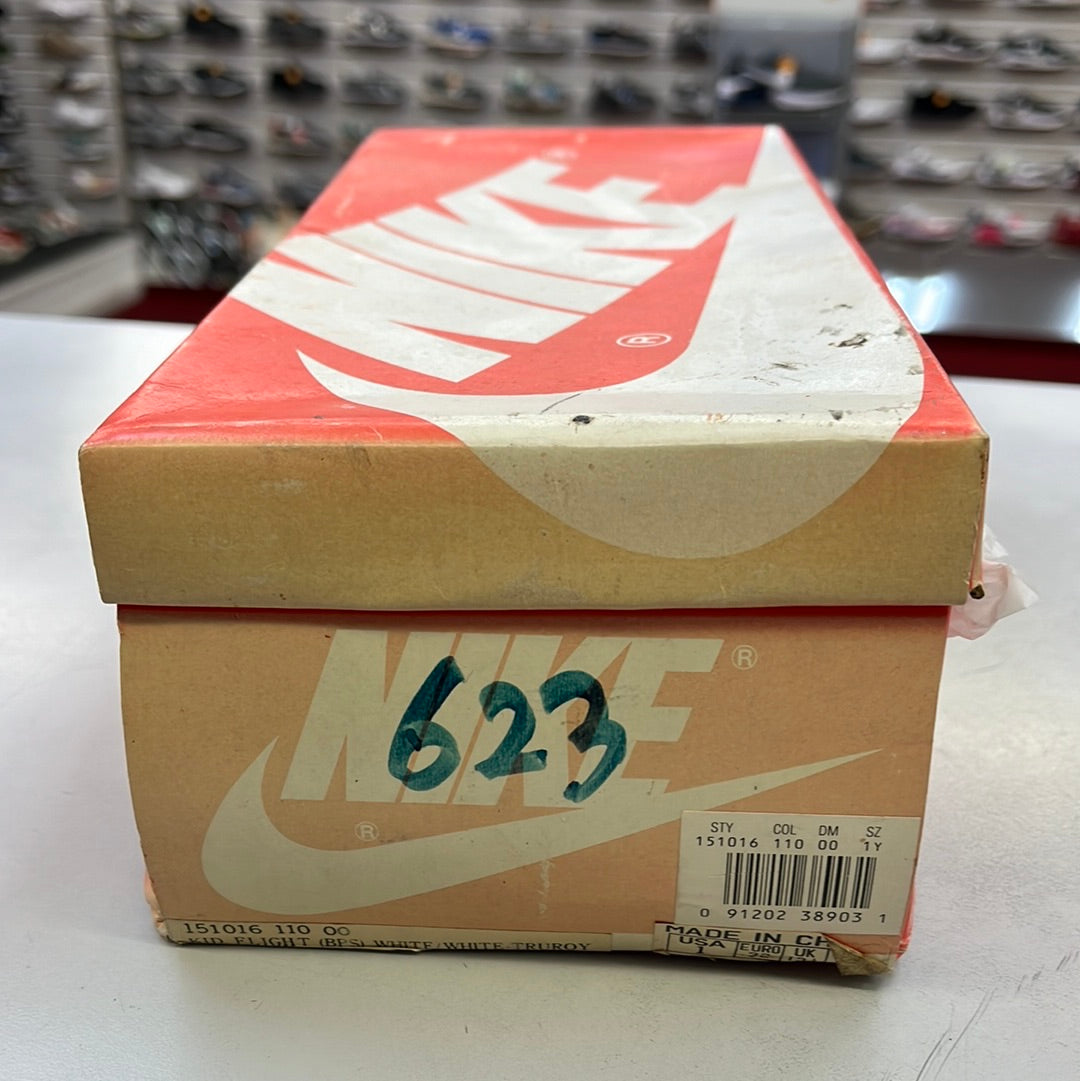 NIKE
®
NIKE ®
623
®
STY COL DM SZ
151016 110 00 1Y
0 91202 38903 1
151016 110 00
KID FLIGHT (BPS) WHITE/WHITE-TRUROY
MADE IN CH
USA EURO UK
1